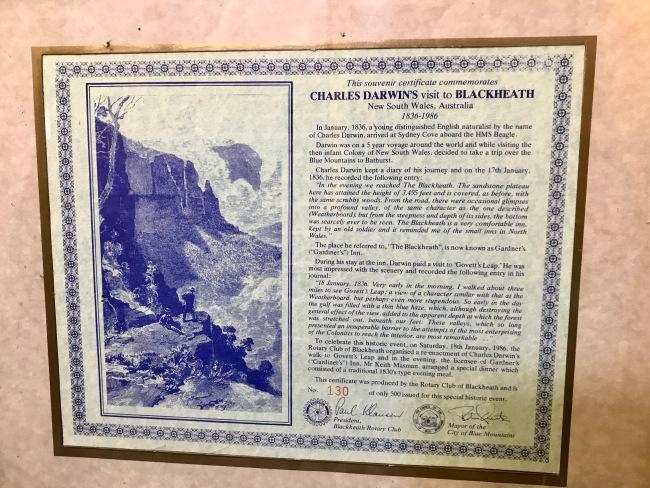 This souvenir certificate commemorates
CHARLES DARWIN'S visit to BLACKHEATH
New South Wales, Australia
1836-1986
In January, 1836, a young distinguished English naturalist by the name
of Charles Darwin, arrived at Sydney Cove aboard the HMS Beagle.
Darwin was on a 5 year voyage around the world and while visiting the
then infant Colony of New South Wales, decided to take a trip over the
Blue Mountains to Bathurst.
Charles Darwin kept a diary of his journey and on the 17th January,
1836, he recorded the following entry:
"In the evening we reached The Blackheath. The sandstone plateau
here has attained the height of 3,495 feet and is covered, as before, with
the same scrubby woods. From the road, there were occasional glimpses
into a profound valley, of the same character as the one described
(Weatherboard), but from the steepness and depth of its sides, the bottom
was scarcely ever to be seen. The Blackheath is a very comfortable inn,
kept by an old soldier and it reminded me of the small inns in North
Wales."
The place he referred to, "The Blackheath", is now known as Gardner's
("Gardiner's") Inn.
During his stay at the inn, Darwin paid a visit to 'Govett's Leap.' He was
most impressed with the scenery and recorded the following entry in his
journal:
"18 January, 1836. Very early in the morning, I walked about three
miles to see Govett's Leap: a view of a character similar with that at the
Weatherboard, but perhaps even more stupendous. So early in the day
the gulf was filled with a thin blue haze, which, although destroying the
general effect of the view, added to the apparent depth at which the forest
was stretched out, beneath our feet. These valleys, which so long
presented an insuperable barrier to the attempts of the most enterprising
of the Colonists to reach the interior, are most remarkable . . ."
To celebrate this historic event, on Saturday, 18th January, 1986, the
Rotary Club of Blackheath organised a re-enactment of Charles Darwin's
walk to Govett's Leap and in the evening, the licensee of Gardner's
("Gardiner's") Inn, Mr Keith Masman, arranged a special dinner which
consisted of a traditional 1830's type evening meal.
This certificate was produced by the Rotary Club of Blackheath and is
No. 130 of only 500 issued for this special historic event.
President,
Blackheath Rotary Club
Mayor of the
City of Blue Mountains